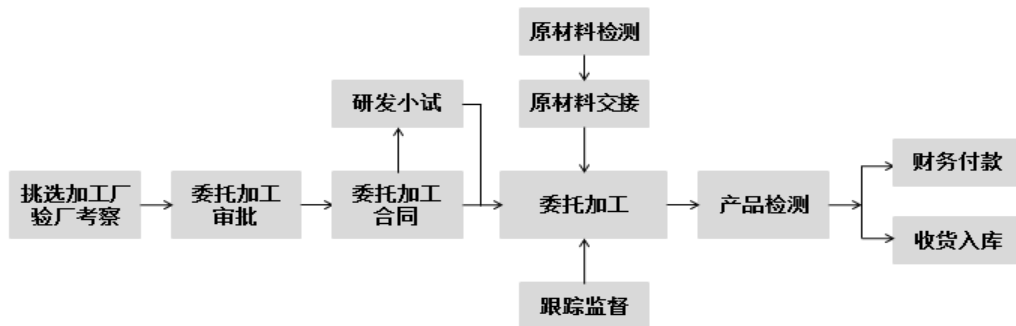 原材料检测
研发小试
原材料交接
挑选加工厂
验厂考察
委托加工
审批
委托加工
合同
委托加工
产品检测
财务付款
收货入库
跟踪监督